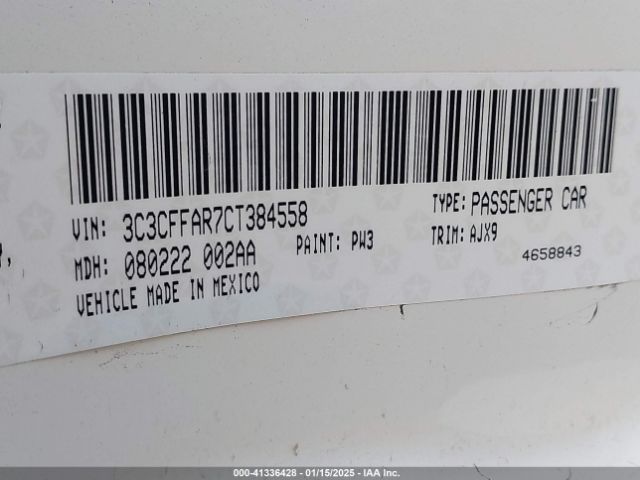 VIN: 3C3CFFAR7CT384558 TYPE: PASSENGER CAR
MDH: 080222 002AA PAINT: PW3 TRIM: AJX9
VEHICLE MADE IN MEXICO 4658843
000-41336428 - 01/15/2025 - IAA Inc.